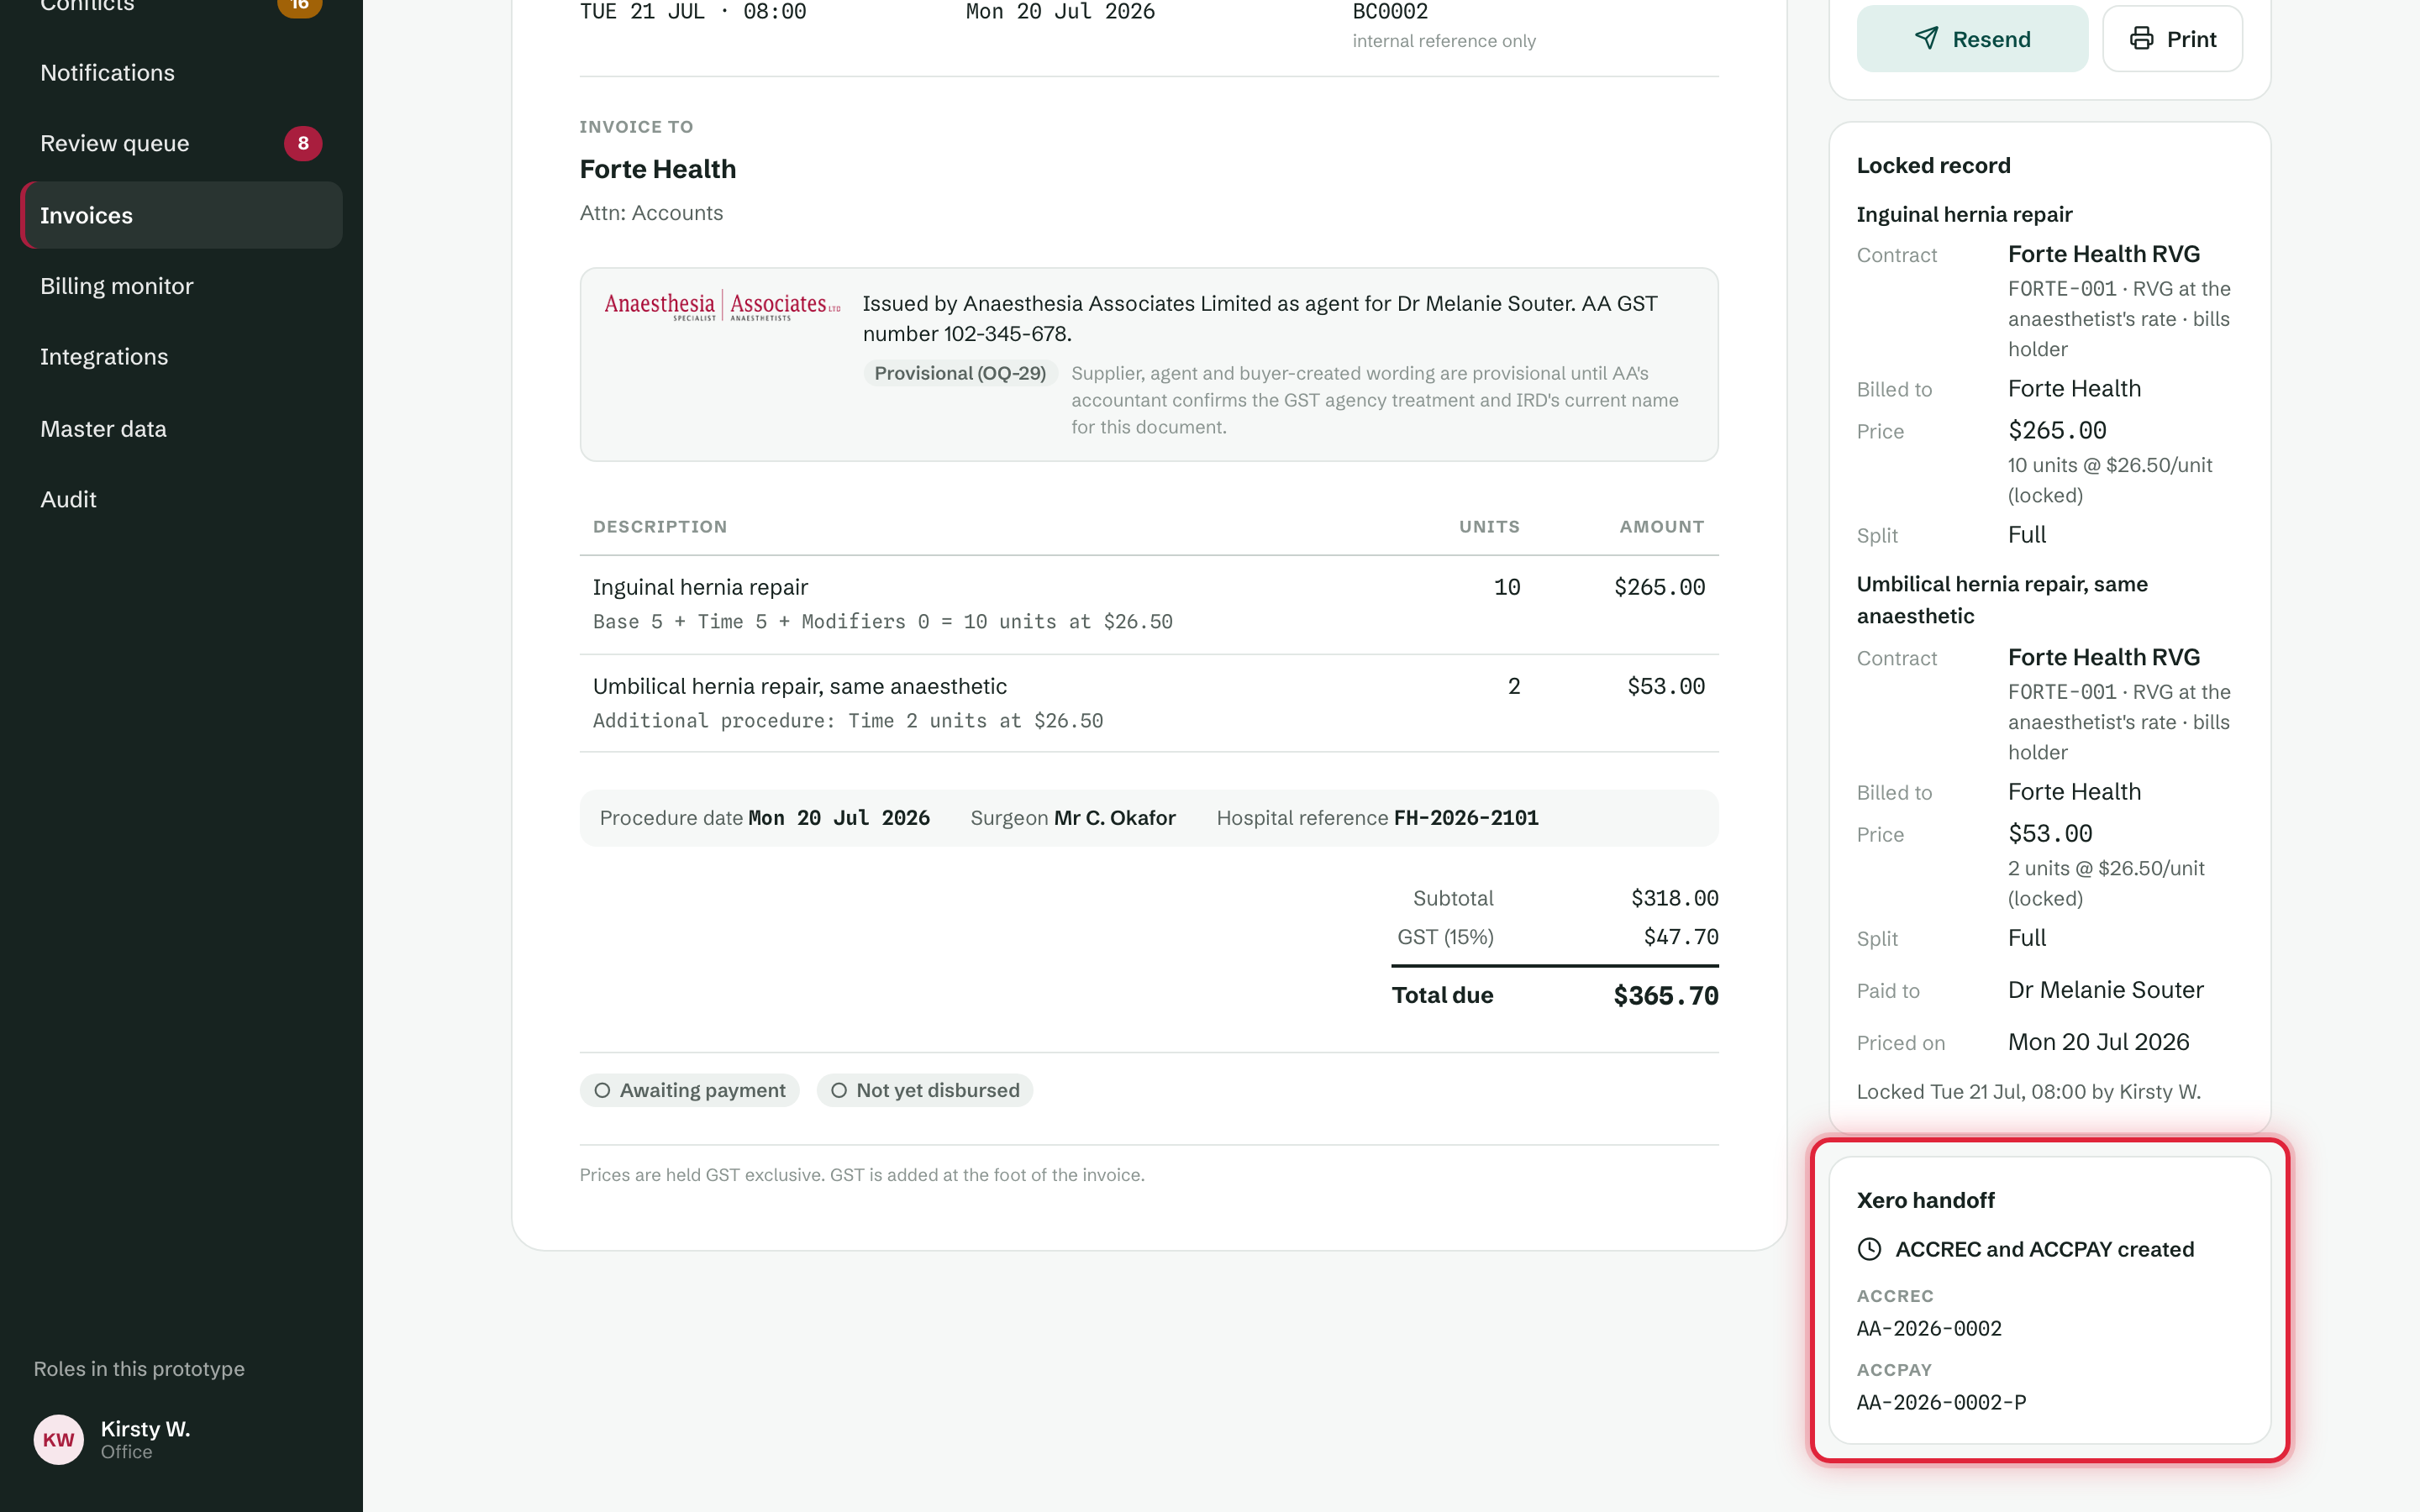 Conflicts
16
Notifications
Review queue
8
Invoices
Billing monitor
Integrations
Master data
Audit
Roles in this prototype
KW
Kirsty W.
Office
TUE 21 JUL · 08:00
Mon 20 Jul 2026
BC0002
internal reference only
INVOICE TO
Forte Health
Attn: Accounts
Anaesthesia Associates LTD
SPECIALIST ANAESTHETISTS
Issued by Anaesthesia Associates Limited as agent for Dr Melanie Souter. AA GST
number 102-345-678.
Provisional (OQ-29)
Supplier, agent and buyer-created wording are provisional until AA's
accountant confirms the GST agency treatment and IRD's current name
for this document.
DESCRIPTION UNITS AMOUNT
Inguinal hernia repair 10 $265.00
Base 5 + Time 5 + Modifiers 0 = 10 units at $26.50
Umbilical hernia repair, same anaesthetic 2 $53.00
Additional procedure: Time 2 units at $26.50
Procedure date Mon 20 Jul 2026 Surgeon Mr C. Okafor Hospital reference FH-2026-2101
Subtotal $318.00
GST (15%) $47.70
Total due $365.70
Awaiting payment Not yet disbursed
Prices are held GST exclusive. GST is added at the foot of the invoice.
Resend Print
Locked record
Inguinal hernia repair
Contract Forte Health RVG
FORTE-001 · RVG at the
anaesthetist's rate · bills
holder
Billed to Forte Health
Price $265.00
10 units @ $26.50/unit
(locked)
Split Full
Umbilical hernia repair, same
anaesthetic
Contract Forte Health RVG
FORTE-001 · RVG at the
anaesthetist's rate · bills
holder
Billed to Forte Health
Price $53.00
2 units @ $26.50/unit
(locked)
Split Full
Paid to Dr Melanie Souter
Priced on Mon 20 Jul 2026
Locked Tue 21 Jul, 08:00 by Kirsty W.
Xero handoff
ACCREC and ACCPAY created
ACCREC
AA-2026-0002
ACCPAY
AA-2026-0002-P